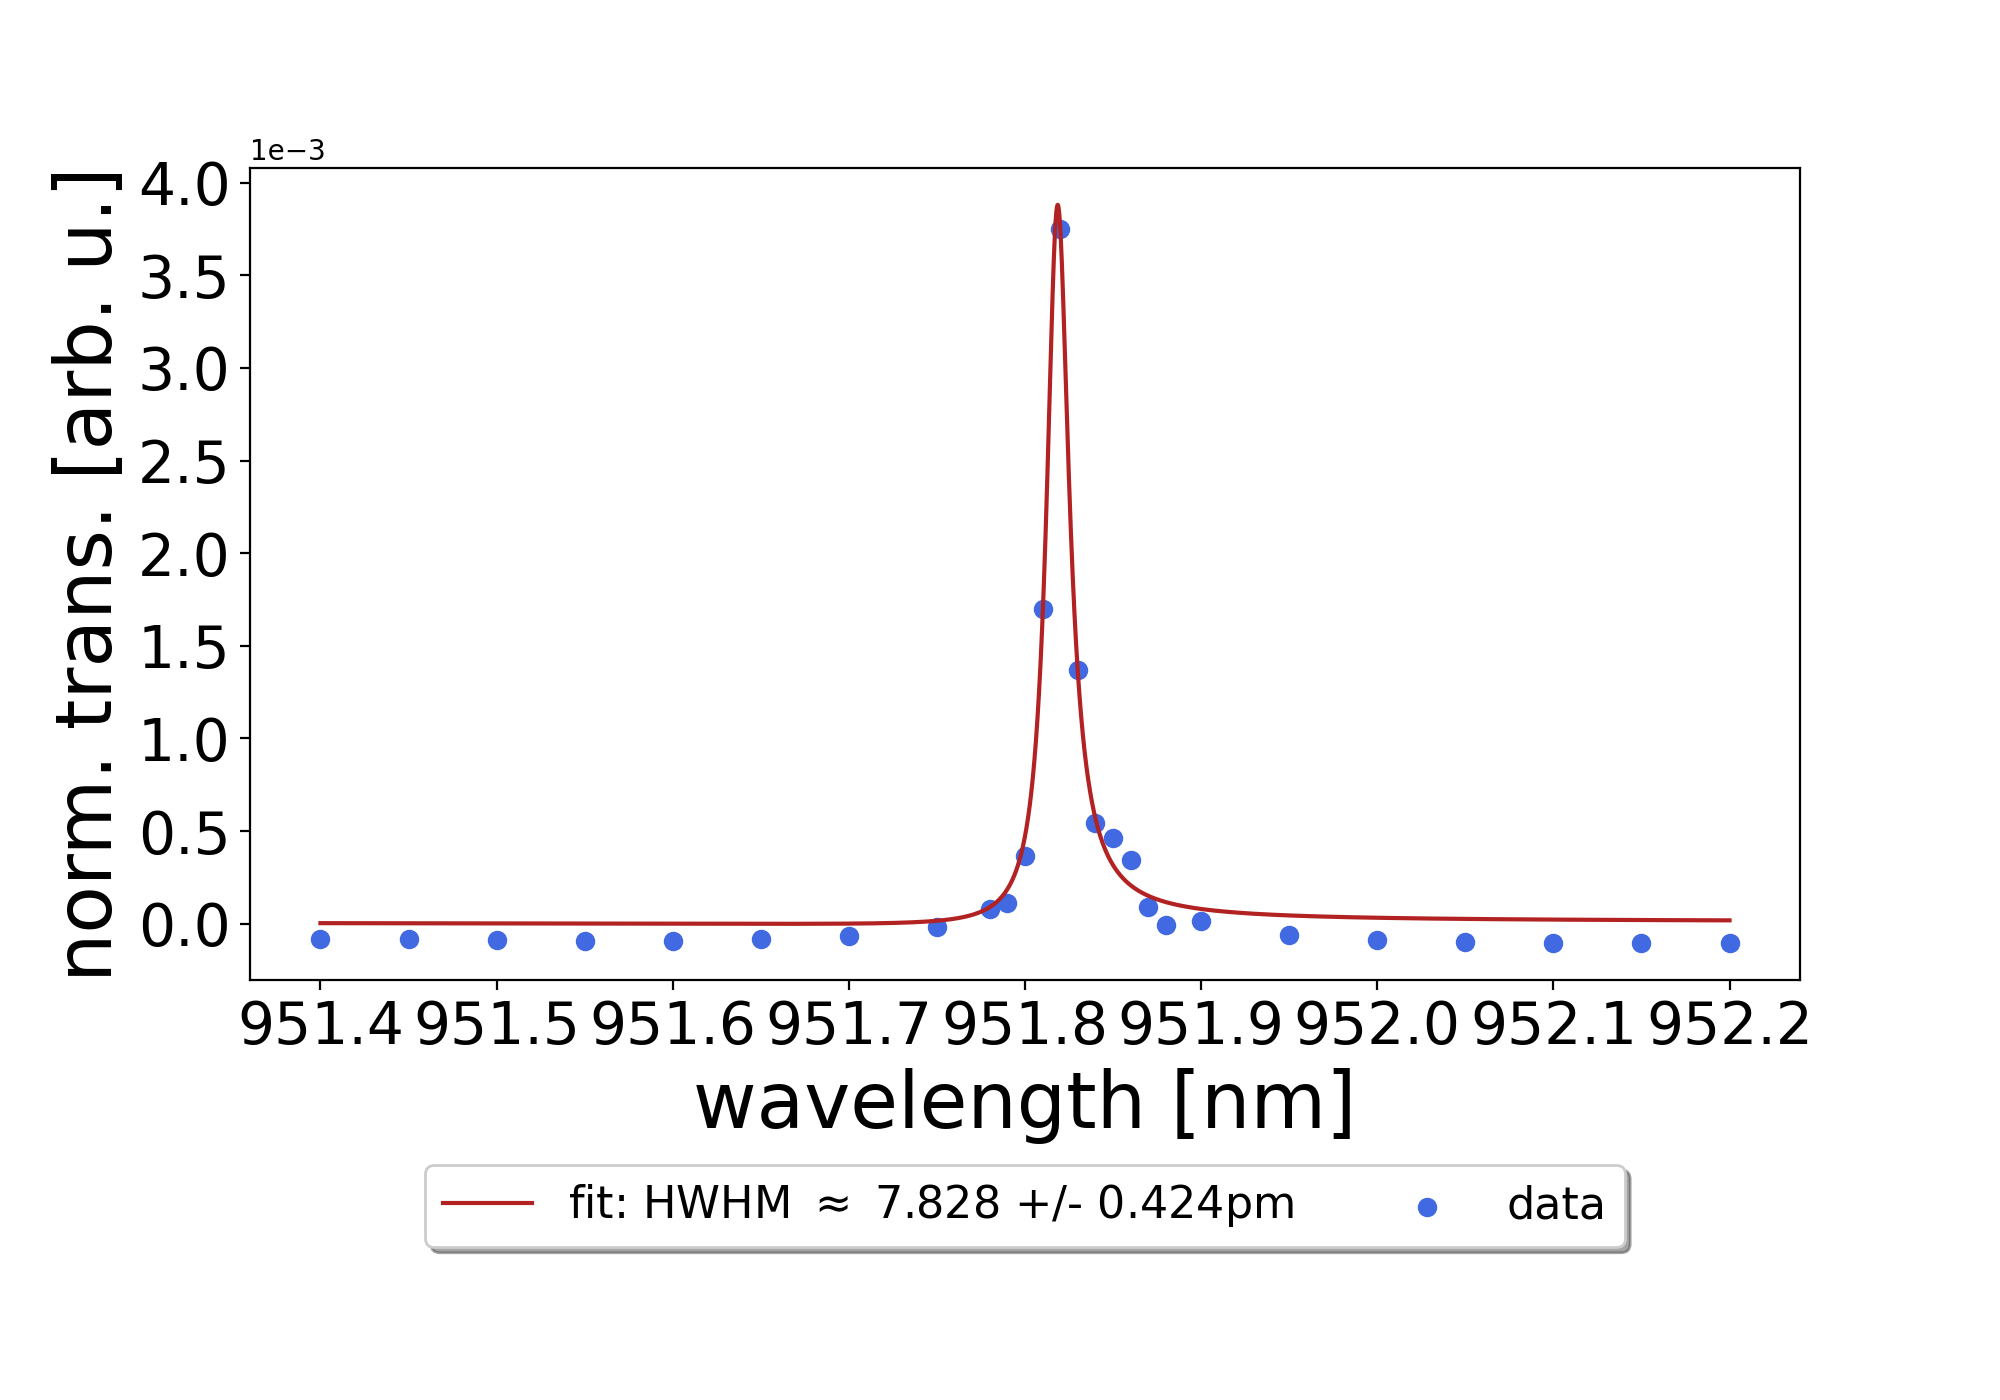 1e−3
norm. trans. [arb. u.]
4.0
3.5
3.0
2.5
2.0
1.5
1.0
0.5
0.0
951.4 951.5 951.6 951.7 951.8 951.9 952.0 952.1 952.2
wavelength [nm]
fit: HWHM ≈ 7.828 +/- 0.424pm data